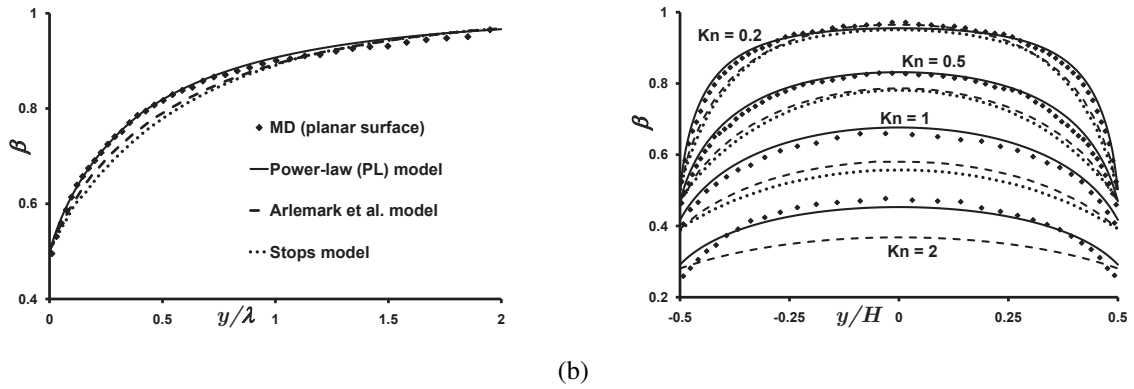 1
0.8
β
0.6
0.4
0
0.5
y/λ
1
1.5
2
MD (planar surface)
Power-law (PL) model
Arlemark et al. model
Stops model
1
0.8
β
0.6
0.4
0.2
-0.5
-0.25
y/H
0
0.25
0.5
Kn = 0.2
Kn = 0.5
Kn = 1
Kn = 2
(b)